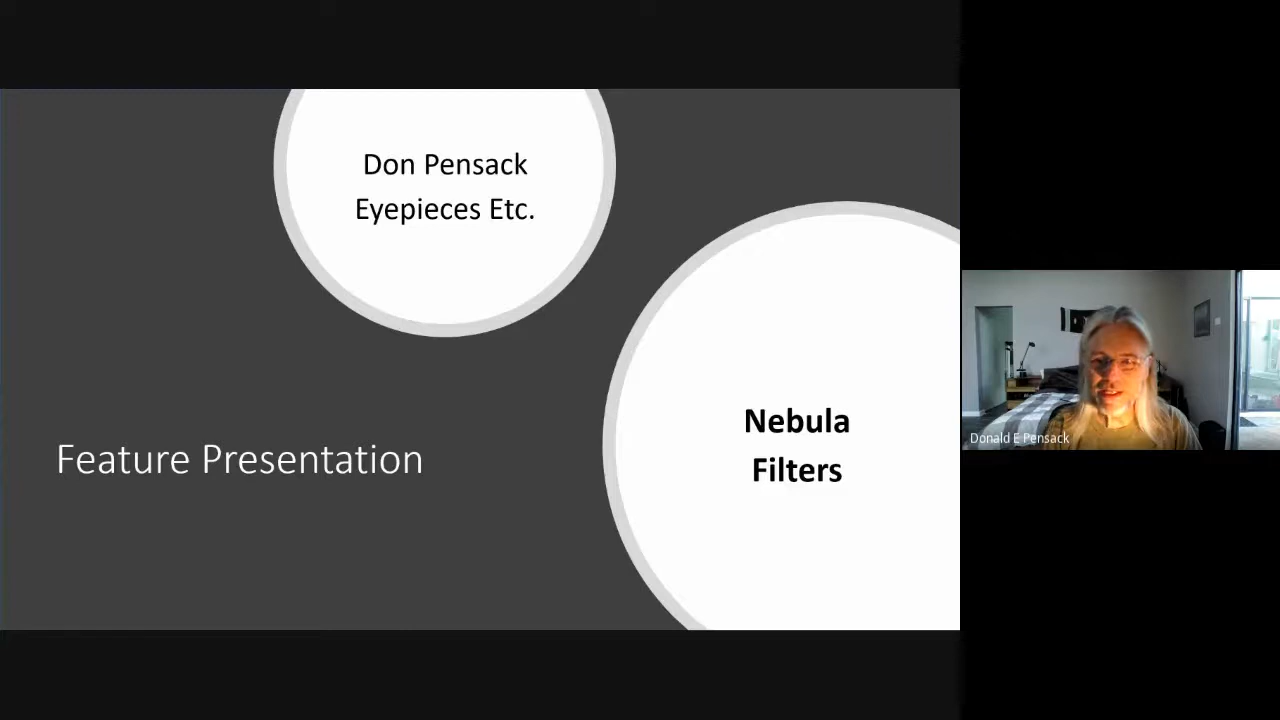 Don Pensack
Eyepieces Etc.
Nebula
Filters
Feature Presentation
Donald E Pensack